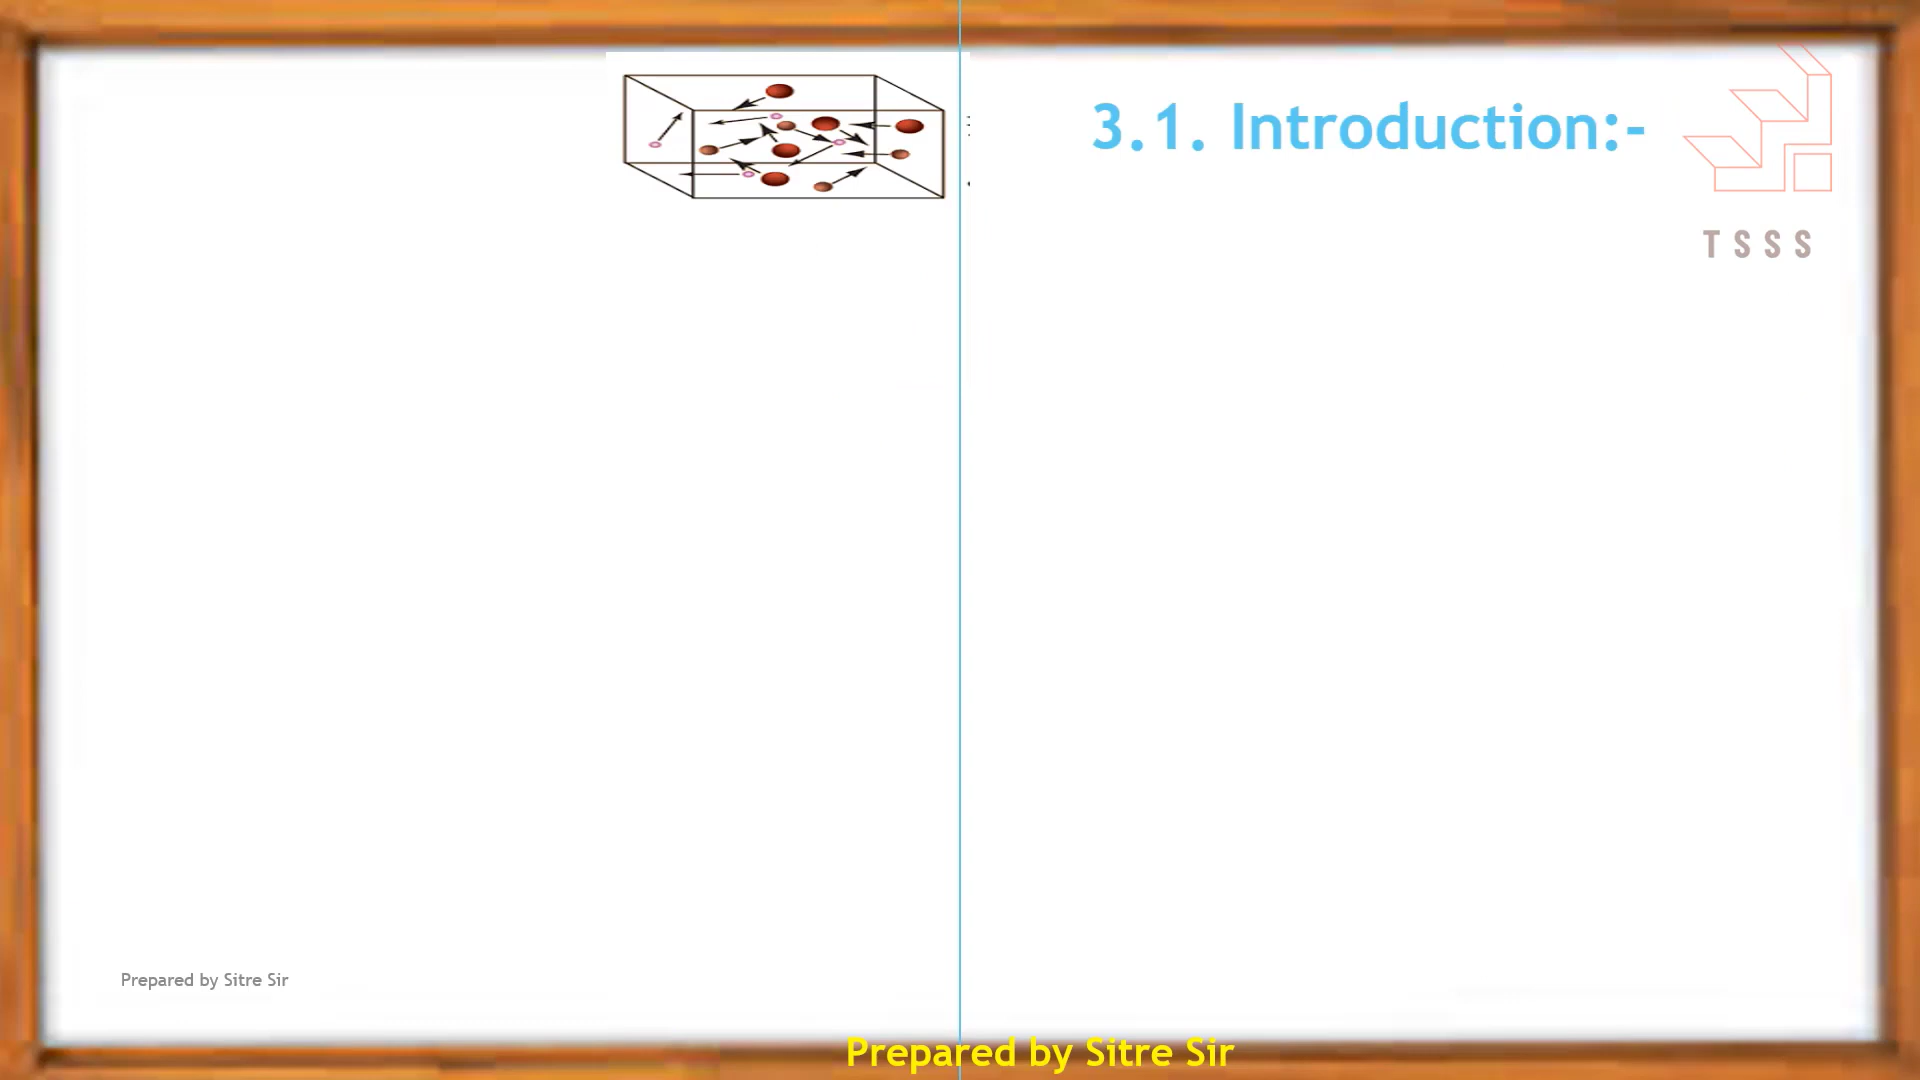 3.1. Introduction:-
TSSS
Prepared by Sitre Sir
Prepared by Sitre Sir